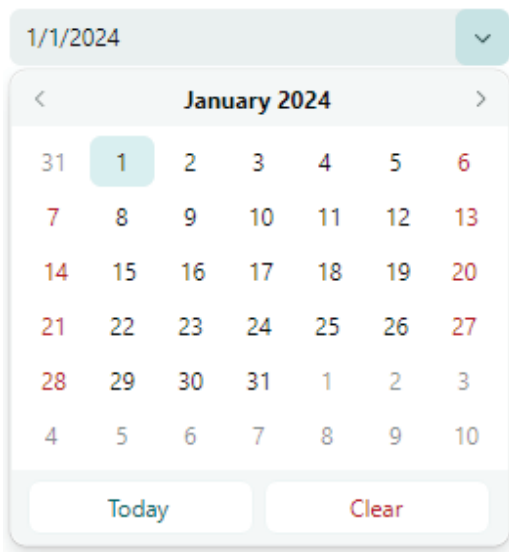 1/1/2024
January 2024
31 1 2 3 4 5 6
7 8 9 10 11 12 13
14 15 16 17 18 19 20
21 22 23 24 25 26 27
28 29 30 31 1 2 3
4 5 6 7 8 9 10
Today Clear